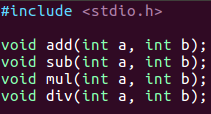 #include <stdio.h>
void add(int a, int b);
void sub(int a, int b);
void mul(int a, int b);
void div(int a, int b);